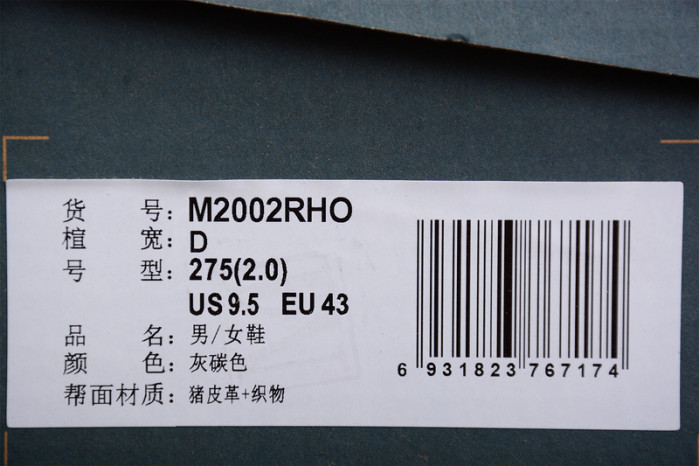 货 号：M2002RHO
楦 宽：D
号 型：275(2.0)
US 9.5 EU 43
品 名：男/女鞋
颜 色：灰碳色
帮面材质：猪皮革+织物
6 931823 767174